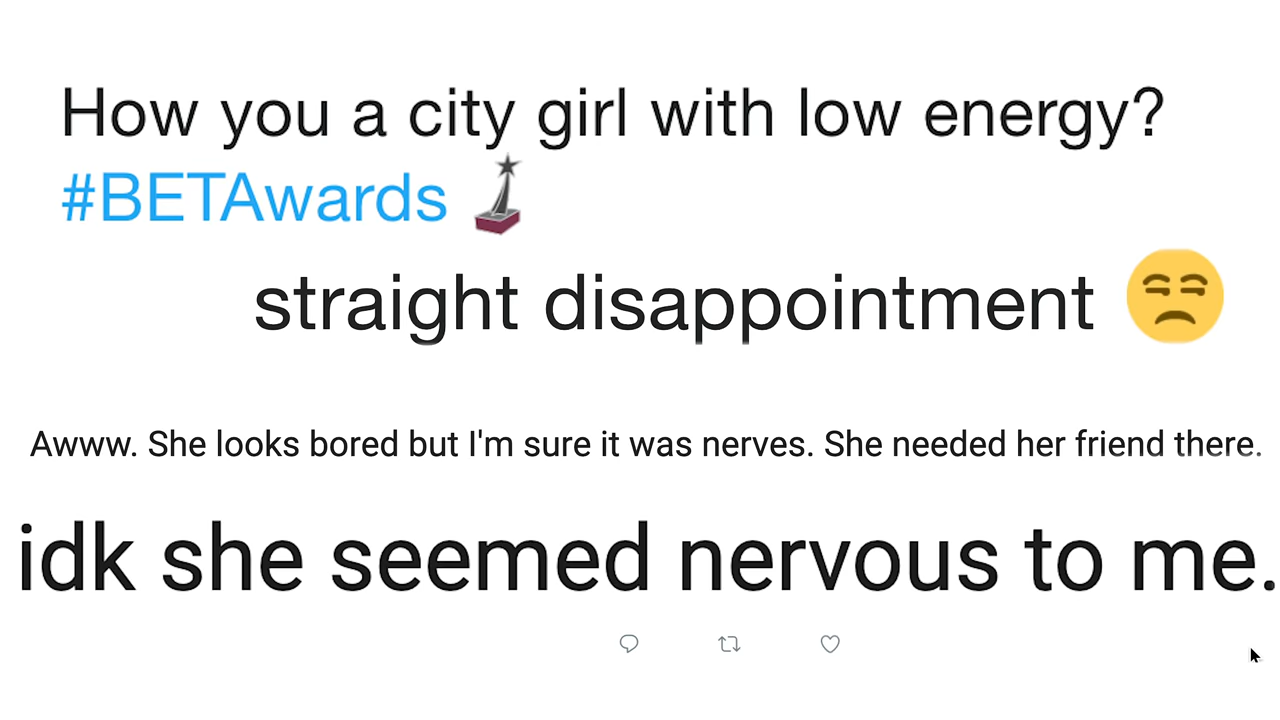 How you a city girl with low energy?
#BETAwards
straight disappointment
Awww. She looks bored but I'm sure it was nerves. She needed her friend there.
idk she seemed nervous to me.